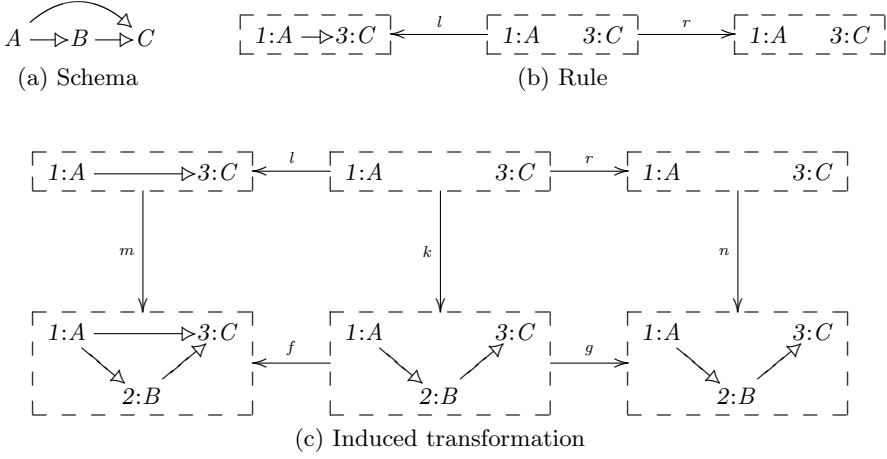 A B C 1:A 3:C l 1:A 3:C r 1:A 3:C
(a) Schema (b) Rule
1:A 3:C l 1:A 3:C r 1:A 3:C
m k n
1:A 3:C 1:A 3:C 1:A 3:C
f g
2:B 2:B 2:B
(c) Induced transformation